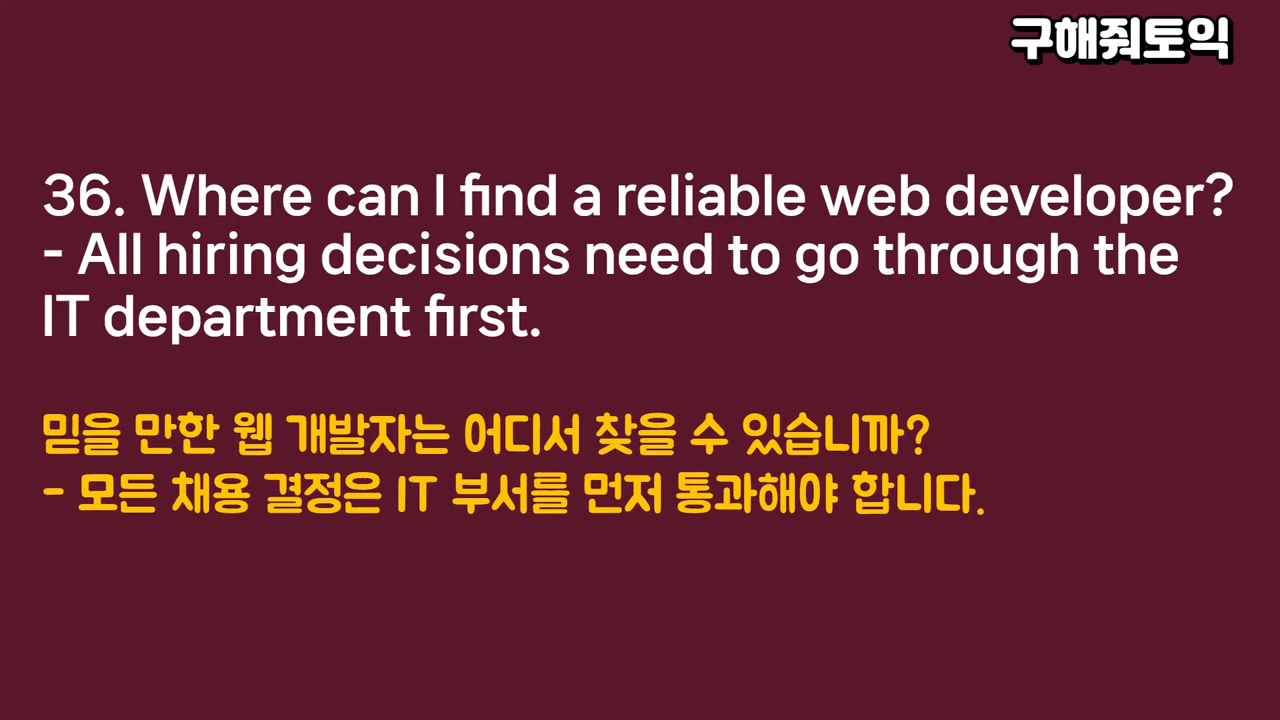 구해줘토익
36. Where can I find a reliable web developer?
- All hiring decisions need to go through the
IT department first.
믿을 만한 웹 개발자는 어디서 찾을 수 있습니까?
- 모든 채용 결정은 IT 부서를 먼저 통과해야 합니다.